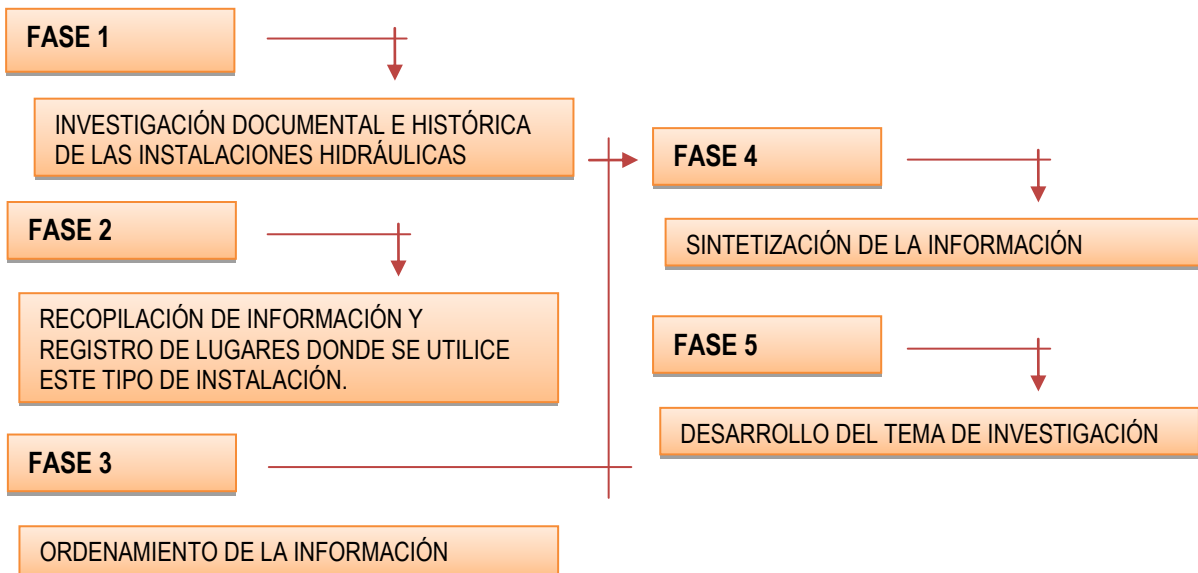 FASE 1
INVESTIGACIÓN DOCUMENTAL E HISTÓRICA
DE LAS INSTALACIONES HIDRÁULICAS
FASE 2
RECOPILACIÓN DE INFORMACIÓN Y
REGISTRO DE LUGARES DONDE SE UTILICE
ESTE TIPO DE INSTALACIÓN.
FASE 3
ORDENAMIENTO DE LA INFORMACIÓN
FASE 4
SINTETIZACIÓN DE LA INFORMACIÓN
FASE 5
DESARROLLO DEL TEMA DE INVESTIGACIÓN